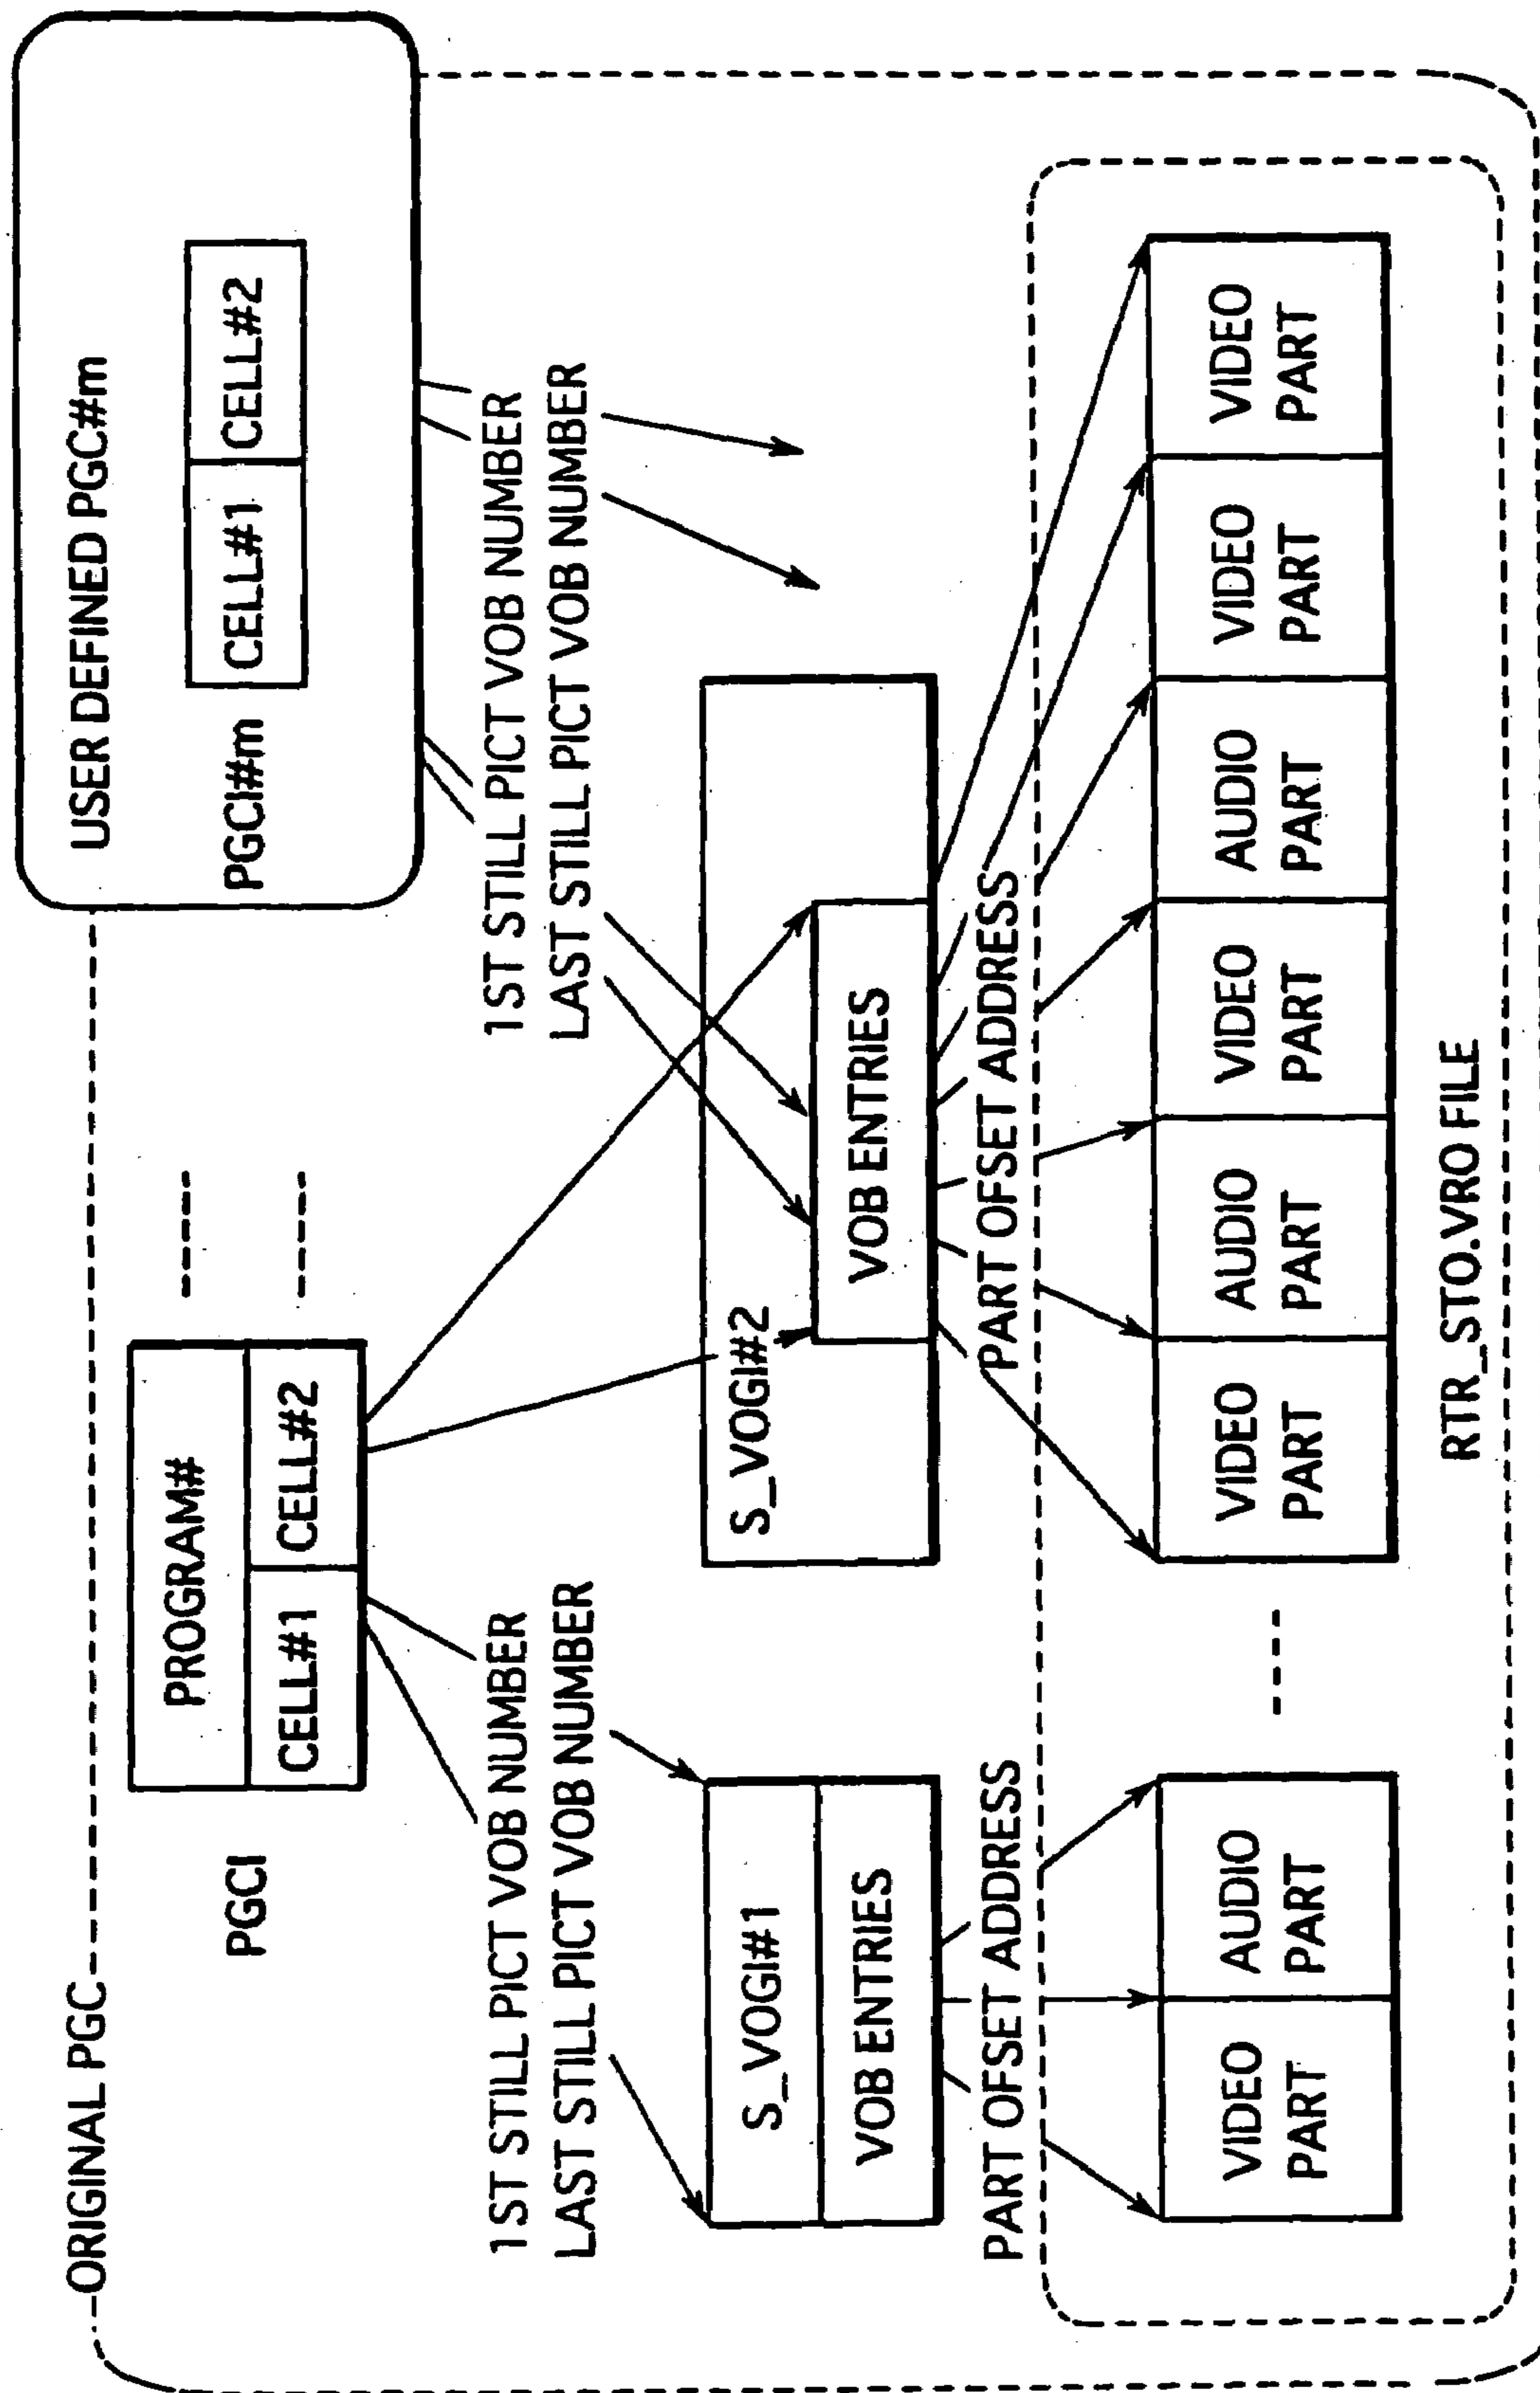 ORIGINAL PGC
USER DEFINED PGC#m
PGCI
PROGRAM#
CELL#1
CELL#2
PGCI#m
CELL#1
CELL#2
1ST STILL PICT VOB NUMBER
LAST STILL PICT VOB NUMBER
1ST STILL PICT VOB NUMBER
LAST STILL PICT VOB NUMBER
S_VOGI#1
VOB ENTRIES
S_VOGI#2
VOB ENTRIES
PART OFSET ADDRESS
PART OFSET ADDRESS
VIDEO
PART
AUDIO
PART
VIDEO
PART
AUDIO
PART
VIDEO
PART
AUDIO
PART
VIDEO
PART
VIDEO
PART
RTR_STO.VRO FILE